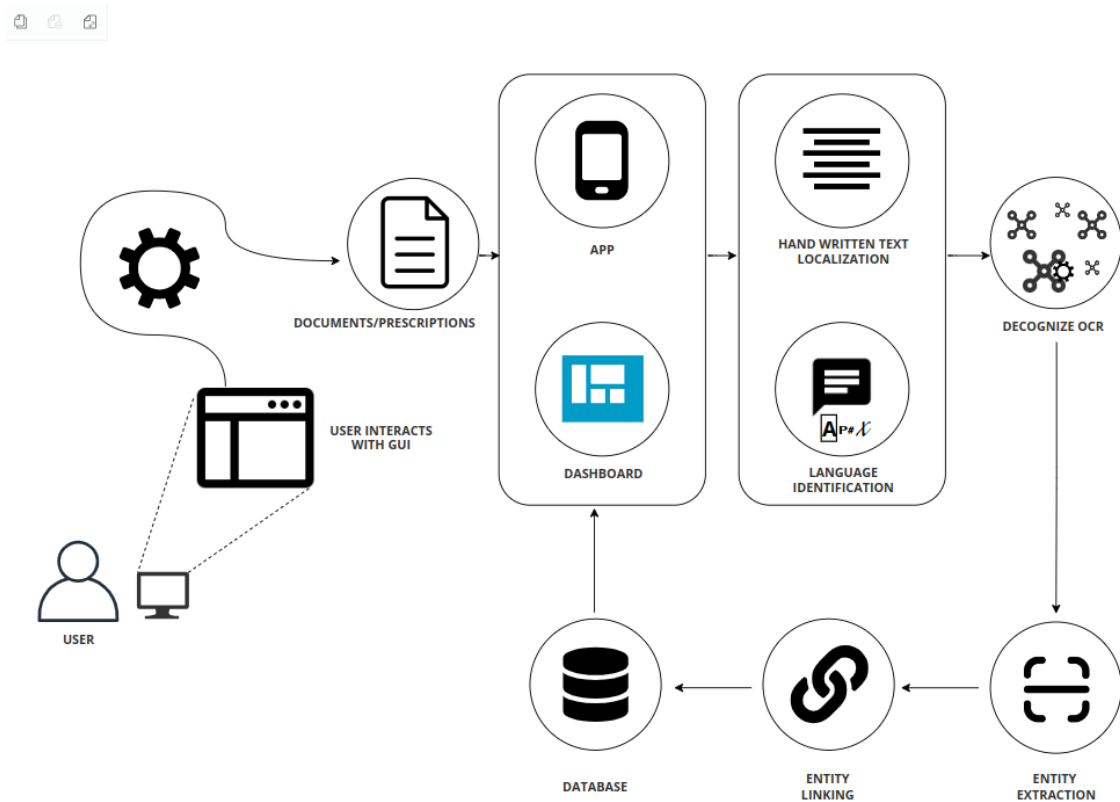 APP
HAND WRITTEN TEXT
LOCALIZATION
DOCUMENTS/PRESCRIPTIONS
DECOGNIZE OCR
USER INTERACTS
WITH GUI
DASHBOARD
A P# X
LANGUAGE
IDENTIFICATION
USER
DATABASE
ENTITY
LINKING
ENTITY
EXTRACTION